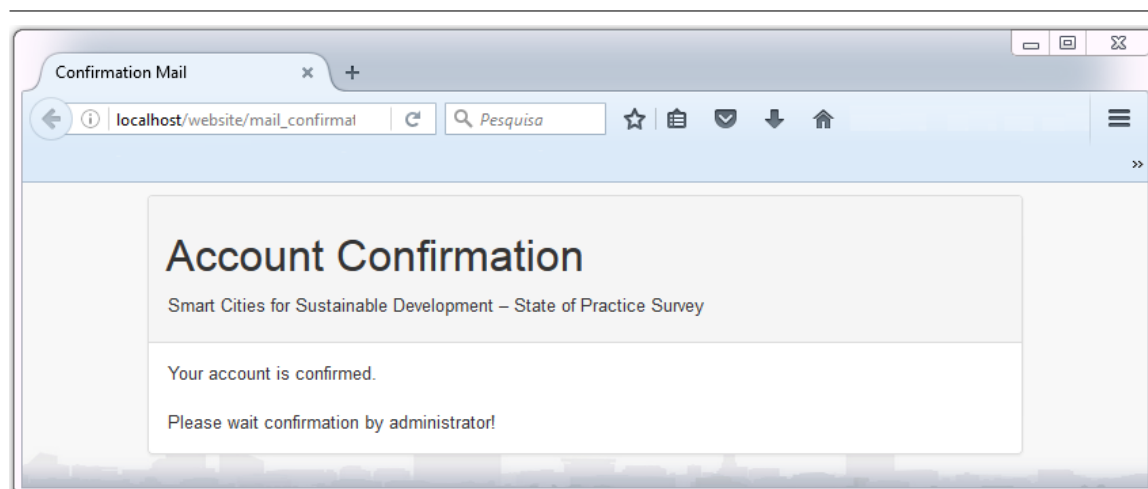 Confirmation Mail
localhost/website/mail_confirmat
Pesquisa
Account Confirmation
Smart Cities for Sustainable Development – State of Practice Survey
Your account is confirmed.
Please wait confirmation by administrator!